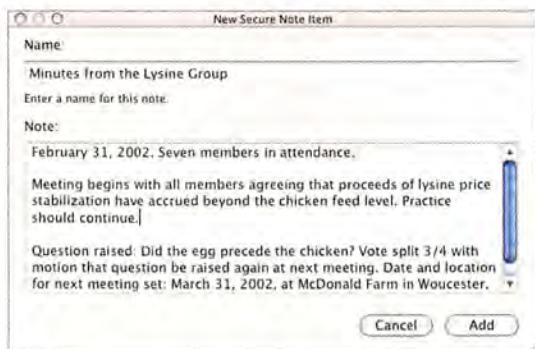 New Secure Note Item
Name:
Minutes from the Lysine Group
Enter a name for this note.
Note:
February 31, 2002. Seven members in attendance.
Meeting begins with all members agreeing that proceeds of lysine price
stabilization have accrued beyond the chicken feed level. Practice
should continue.
Question raised: Did the egg precede the chicken? Vote split 3/4 with
motion that question be raised again at next meeting. Date and location
for next meeting set: March 31, 2002, at McDonald Farm in Woucester.
Cancel
Add